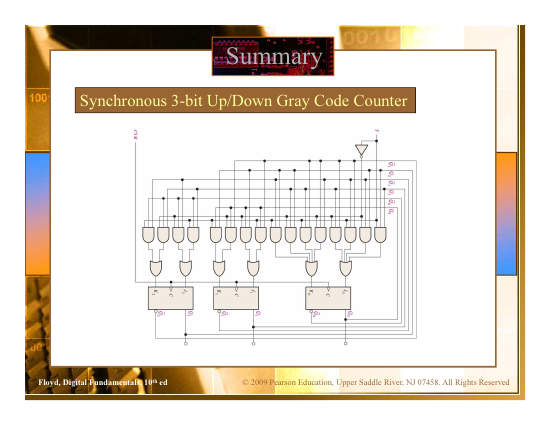 Summary
Synchronous 3-bit Up/Down Gray Code Counter
Floyd, Digital Fundamentals, 10th ed
© 2009 Pearson Education, Upper Saddle River, NJ 07458. All Rights Reserved